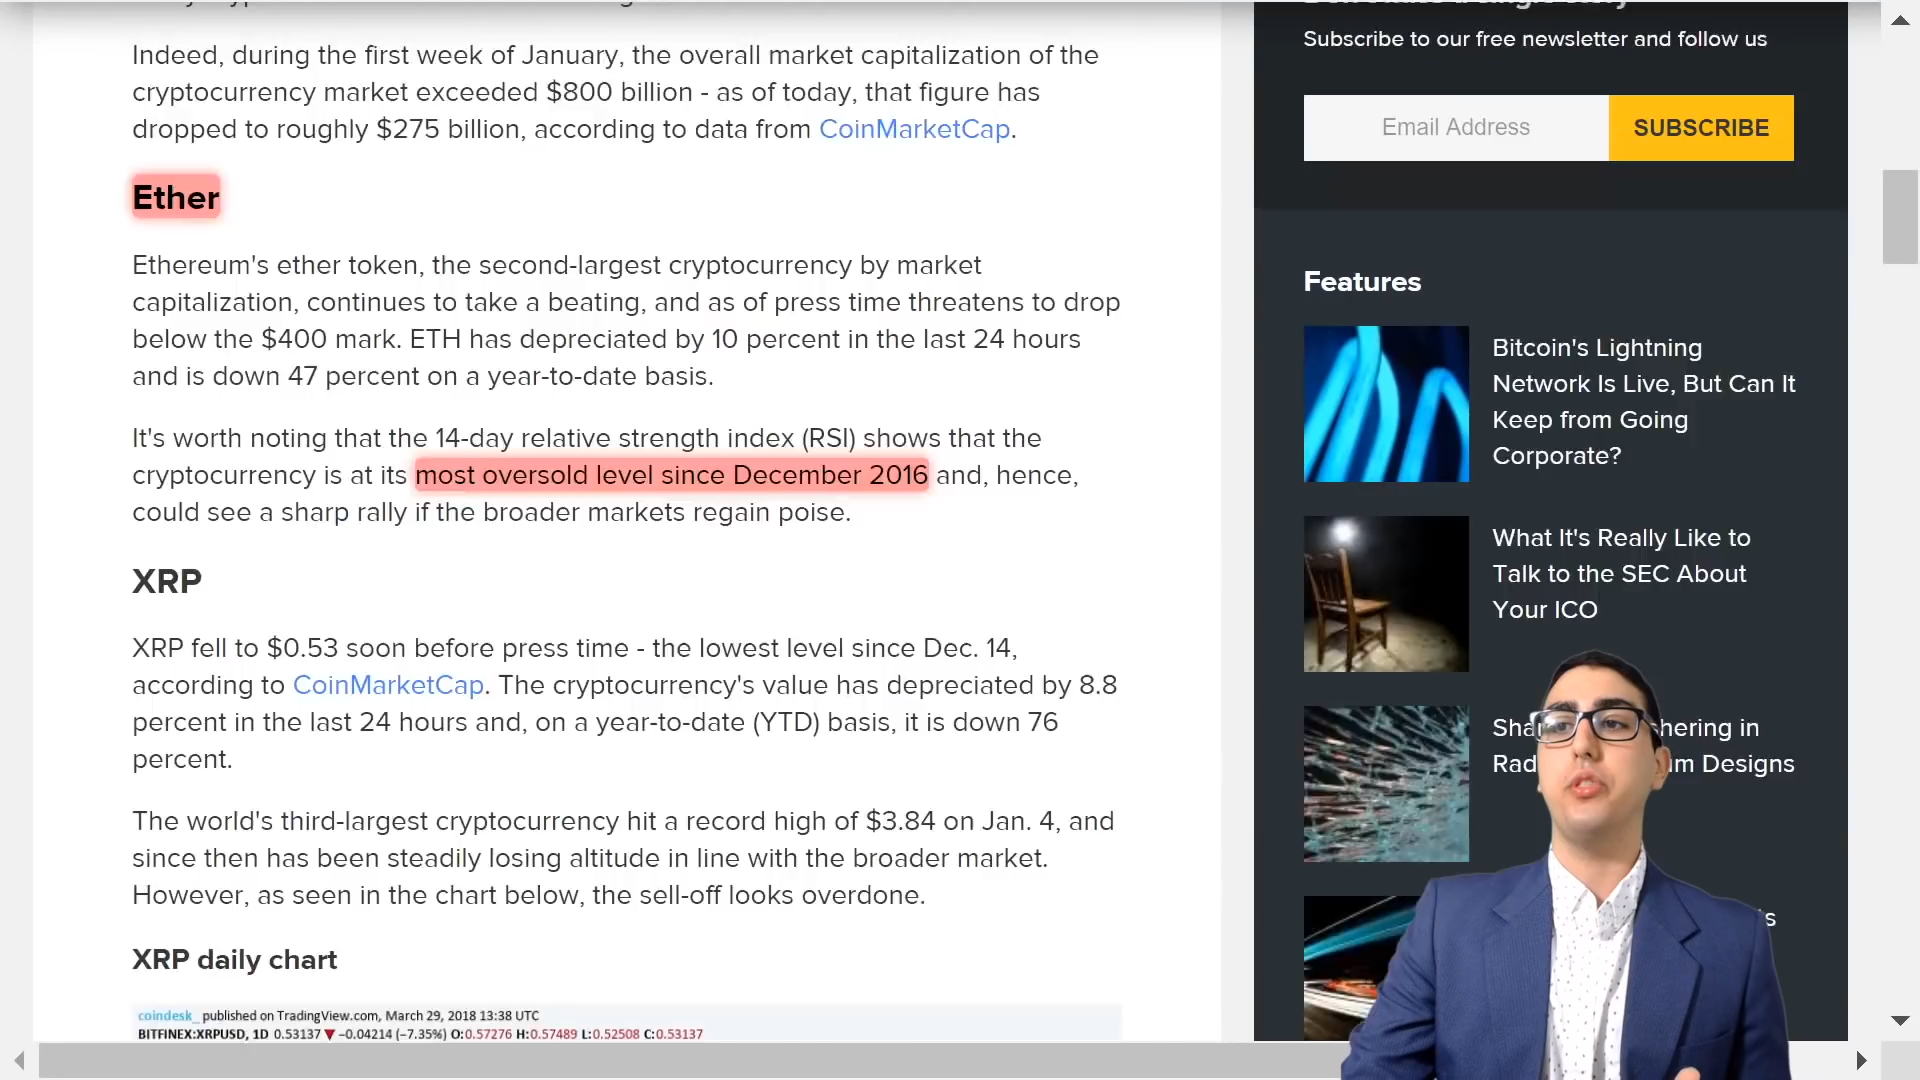 Indeed, during the first week of January, the overall market capitalization of the
cryptocurrency market exceeded $800 billion - as of today, that figure has
dropped to roughly $275 billion, according to data from CoinMarketCap.
Ether
Ethereum's ether token, the second-largest cryptocurrency by market
capitalization, continues to take a beating, and as of press time threatens to drop
below the $400 mark. ETH has depreciated by 10 percent in the last 24 hours
and is down 47 percent on a year-to-date basis.
It's worth noting that the 14-day relative strength index (RSI) shows that the
cryptocurrency is at its most oversold level since December 2016 and, hence,
could see a sharp rally if the broader markets regain poise.
XRP
XRP fell to $0.53 soon before press time - the lowest level since Dec. 14,
according to CoinMarketCap. The cryptocurrency's value has depreciated by 8.8
percent in the last 24 hours and, on a year-to-date (YTD) basis, it is down 76
percent.
The world's third-largest cryptocurrency hit a record high of $3.84 on Jan. 4, and
since then has been steadily losing altitude in line with the broader market.
However, as seen in the chart below, the sell-off looks overdone.
XRP daily chart
coindesk_ published on TradingView.com, March 29, 2018 13:38 UTC
BITFINEX:XRPUSD, 1D 0.53137 ▼ −0.04214 (−7.35%) O:0.57276 H:0.57489 L:0.52508 C:0.53137
Subscribe to our free newsletter and follow us
Email Address SUBSCRIBE
Features
Bitcoin's Lightning
Network Is Live, But Can It
Keep from Going
Corporate?
What It's Really Like to
Talk to the SEC About
Your ICO
in
Designs